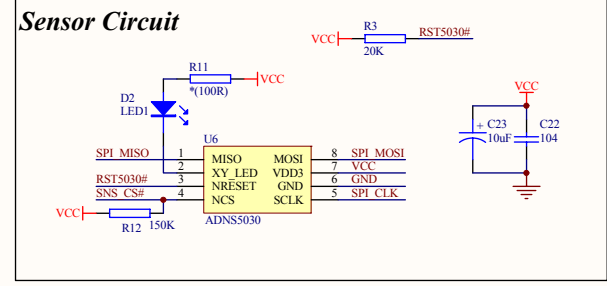 Sensor Circuit
R3
VCC
RST5030#
20K
R11
VCC
*(100R)
D2
LED1
VCC
C23
C22
10uF
104
U6
SPI_MISO 1 MISO MOSI 8 SPI_MOSI
2 XY_LED VDD3 7 VCC
RST5030# 3 NRESET GND 6 GND
SNS_CS# 4 NCS SCLK 5 SPI_CLK
VCC
R12 150K
ADNS5030
+